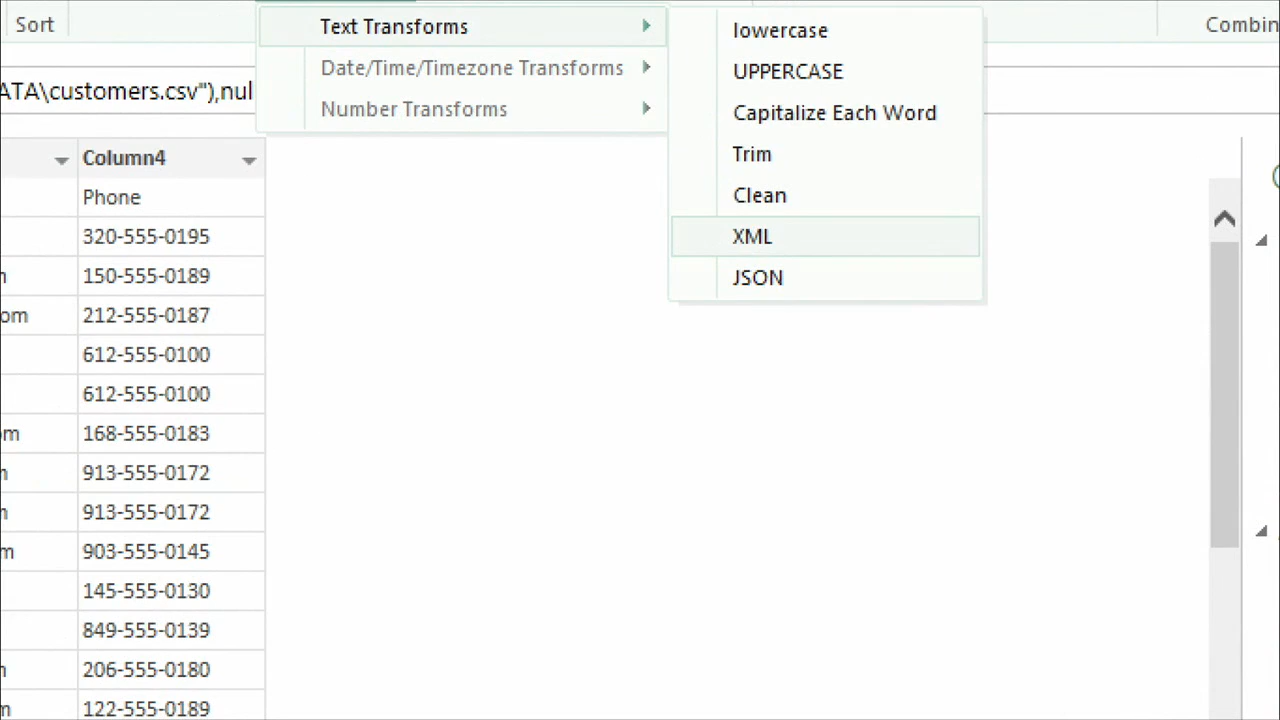 Sort
Combin
Text Transforms
Date/Time/Timezone Transforms
Number Transforms
lowercase
UPPERCASE
Capitalize Each Word
Trim
Clean
XML
JSON
ATA\customers.csv"),nul
Column4
Phone
320-555-0195
n 150-555-0189
om 212-555-0187
612-555-0100
612-555-0100
om 168-555-0183
n 913-555-0172
n 913-555-0172
m 903-555-0145
145-555-0130
849-555-0139
n 206-555-0180
m 122-555-0189